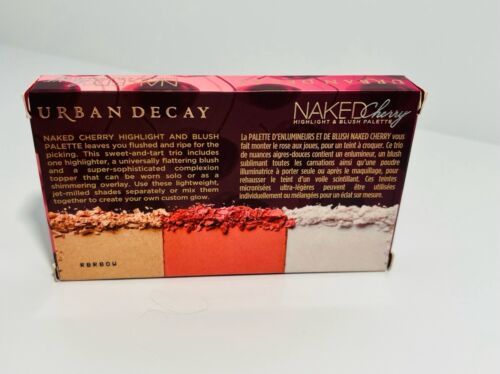 URBAN DECAY
NAKED Cherry
HIGHLIGHT & BLUSH PALETTE
NAKED CHERRY HIGHLIGHT AND BLUSH
PALETTE leaves you flushed and ripe for the
picking. This sweet-and-tart trio includes
one highlighter, a universally flattering blush
and a super-sophisticated complexion
topper that can be worn solo or as a
shimmering overlay. Use these lightweight,
jet-milled shades separately or mix them
together to create your own custom glow.
La PALETTE D'ENLUMINEURS ET DE BLUSH NAKED CHERRY vous
fait monter le rose aux joues, pour un teint à croquer. Ce trio
de nuances aigres-douces contient un enlumineur, un blush
sublimant toutes les carnations ainsi qu'une poudre
illuminatrice à porter seule ou après le maquillage, pour
rehausser le teint d'un voile scintillant. Ces teintes
micronisées ultra-légères peuvent être utilisées
individuellement ou mélangées pour un éclat sur mesure.